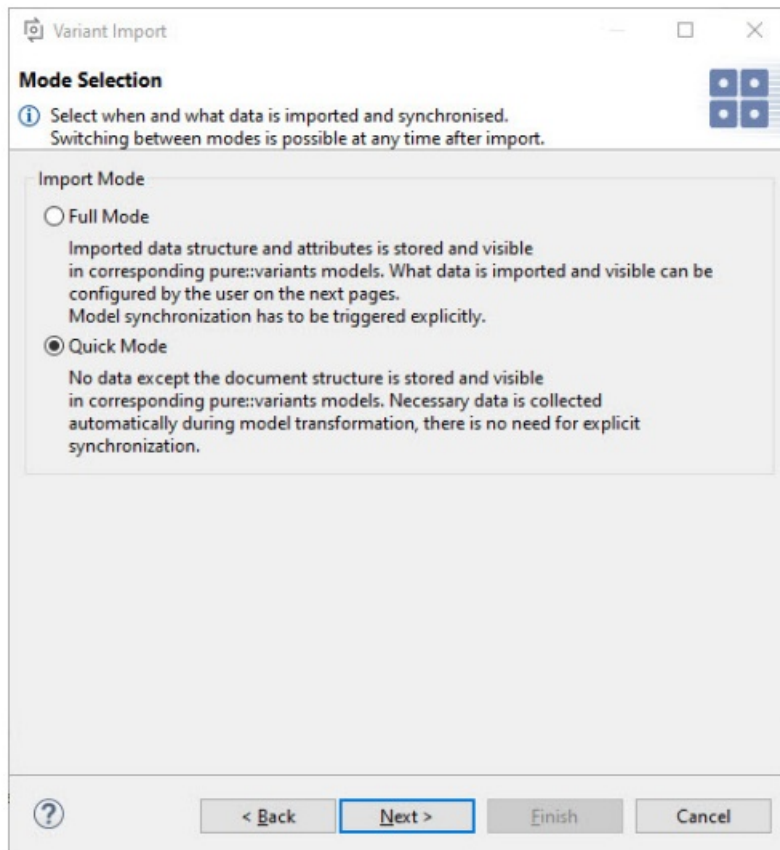 Variant Import
Mode Selection
Select when and what data is imported and synchronised.
Switching between modes is possible at any time after import.
Import Mode
Full Mode
Imported data structure and attributes is stored and visible
in corresponding pure::variants models. What data is imported and visible can be
configured by the user on the next pages.
Model synchronization has to be triggered explicitly.
Quick Mode
No data except the document structure is stored and visible
in corresponding pure::variants models. Necessary data is collected
automatically during model transformation, there is no need for explicit
synchronization.
? < Back Next > Finish Cancel